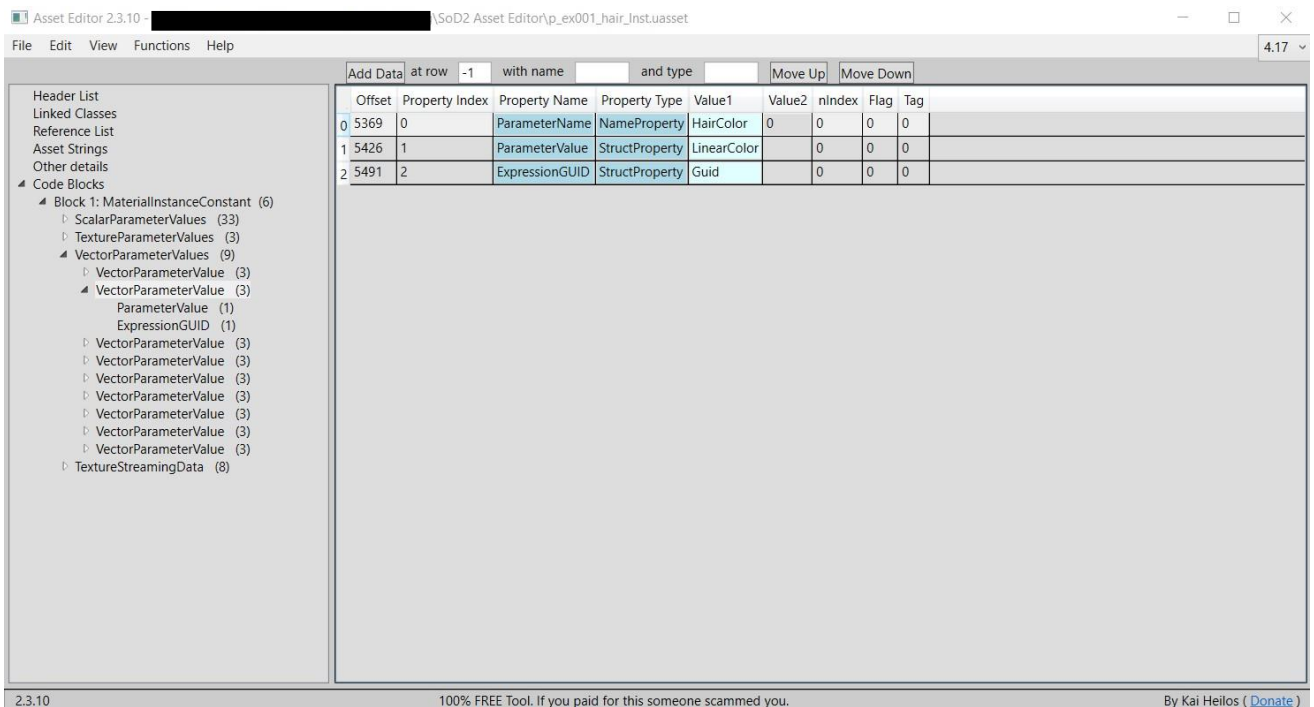 Asset Editor 2.3.10 - \SoD2 Asset Editor\p_ex001_hair_Inst.uasset
File Edit View Functions Help 4.17
Add Data at row -1 with name and type Move Up Move Down
Header List
Linked Classes
Reference List
Asset Strings
Other details
Code Blocks
Block 1: MaterialInstanceConstant (6)
ScalarParameterValues (33)
TextureParameterValues (3)
VectorParameterValues (9)
VectorParameterValue (3)
VectorParameterValue (3)
ParameterValue (1)
ExpressionGUID (1)
VectorParameterValue (3)
VectorParameterValue (3)
VectorParameterValue (3)
VectorParameterValue (3)
VectorParameterValue (3)
VectorParameterValue (3)
VectorParameterValue (3)
TextureStreamingData (8)
Offset Property Index Property Name Property Type Value1 Value2 nIndex Flag Tag
0 5369 0 ParameterName NameProperty HairColor 0 0 0 0
1 5426 1 ParameterValue StructProperty LinearColor 0 0 0
2 5491 2 ExpressionGUID StructProperty Guid 0 0 0
2.3.10 100% FREE Tool. If you paid for this someone scammed you. By Kai Heilos ( Donate )